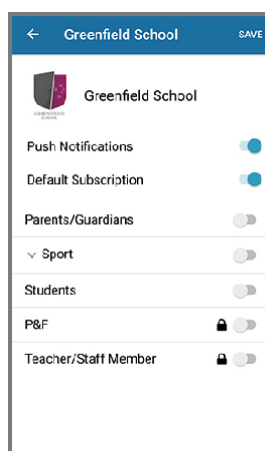 Greenfield School
SAVE
Greenfield School
Push Notifications
Default Subscription
Parents/Guardians
Sport
Students
P&F
Teacher/Staff Member